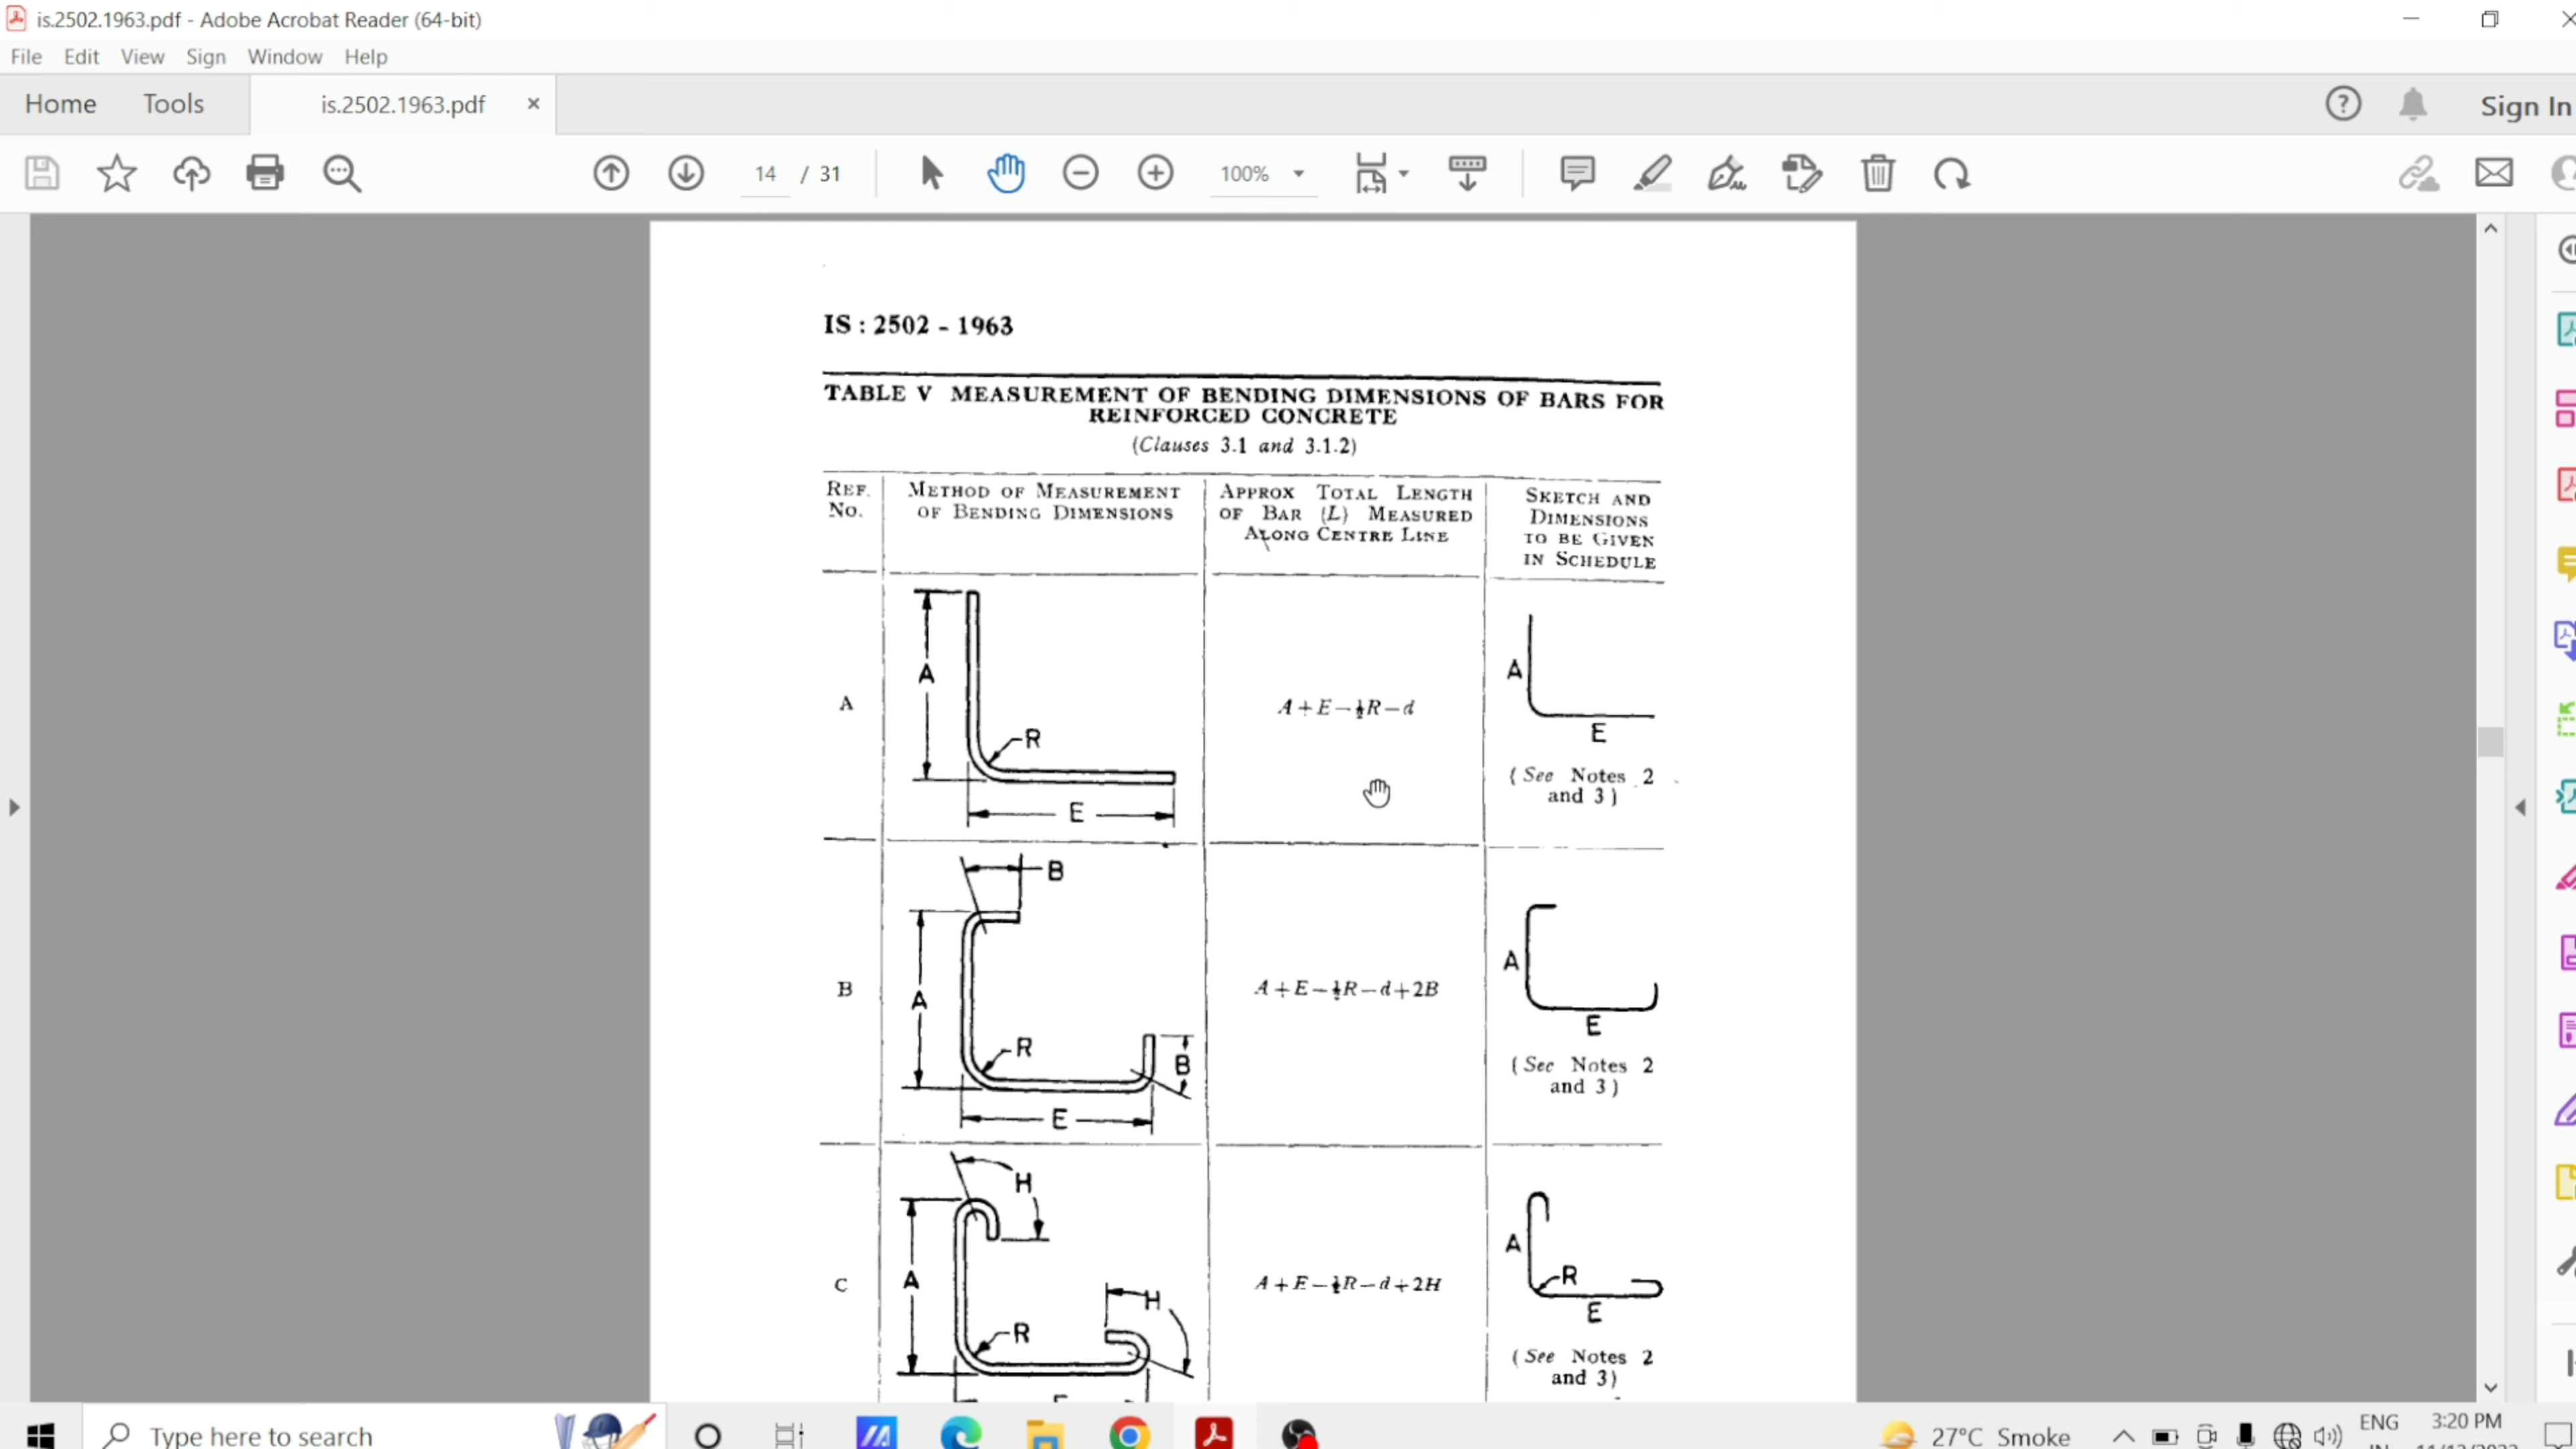 is.2502.1963.pdf - Adobe Acrobat Reader (64-bit)
File Edit View Sign Window Help
Home Tools is.2502.1963.pdf × Sign In
14 / 31 100%
IS : 2502 - 1963
TABLE V MEASUREMENT OF BENDING DIMENSIONS OF BARS FOR
REINFORCED CONCRETE
(Clauses 3.1 and 3.1.2)
REF. NO.
METHOD OF MEASUREMENT
OF BENDING DIMENSIONS
APPROX TOTAL LENGTH
OF BAR (L) MEASURED
ALONG CENTRE LINE
SKETCH AND
DIMENSIONS
TO BE GIVEN
IN SCHEDULE
A
A
R
E
A+E-½R-d
A
E
(See Notes 2
and 3)
B
B
A
R
B
E
A+E-½R-d+2B
A
E
(See Notes 2
and 3)
C
H
A
H
R
A+E-½R-d+2H
A
R
E
(See Notes 2
and 3)
Type here to search
27°C Smoke
ENG
3:20 PM